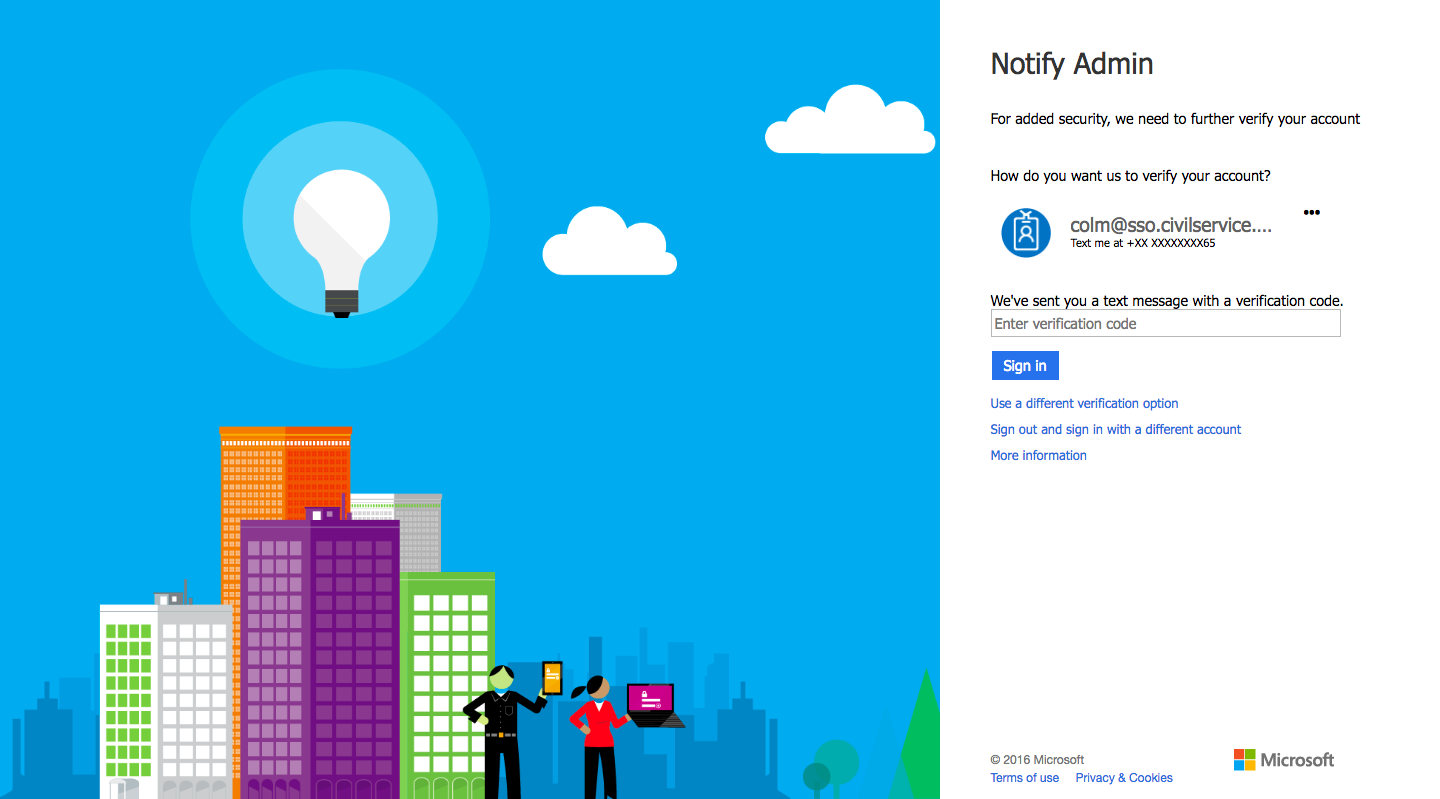 Notify Admin
For added security, we need to further verify your account
How do you want us to verify your account?
colm@sso.civilservice....
Text me at +XX XXXXXXXX65
We've sent you a text message with a verification code.
Enter verification code
Sign in
Use a different verification option
Sign out and sign in with a different account
More information
© 2016 Microsoft
Terms of use Privacy & Cookies
Microsoft